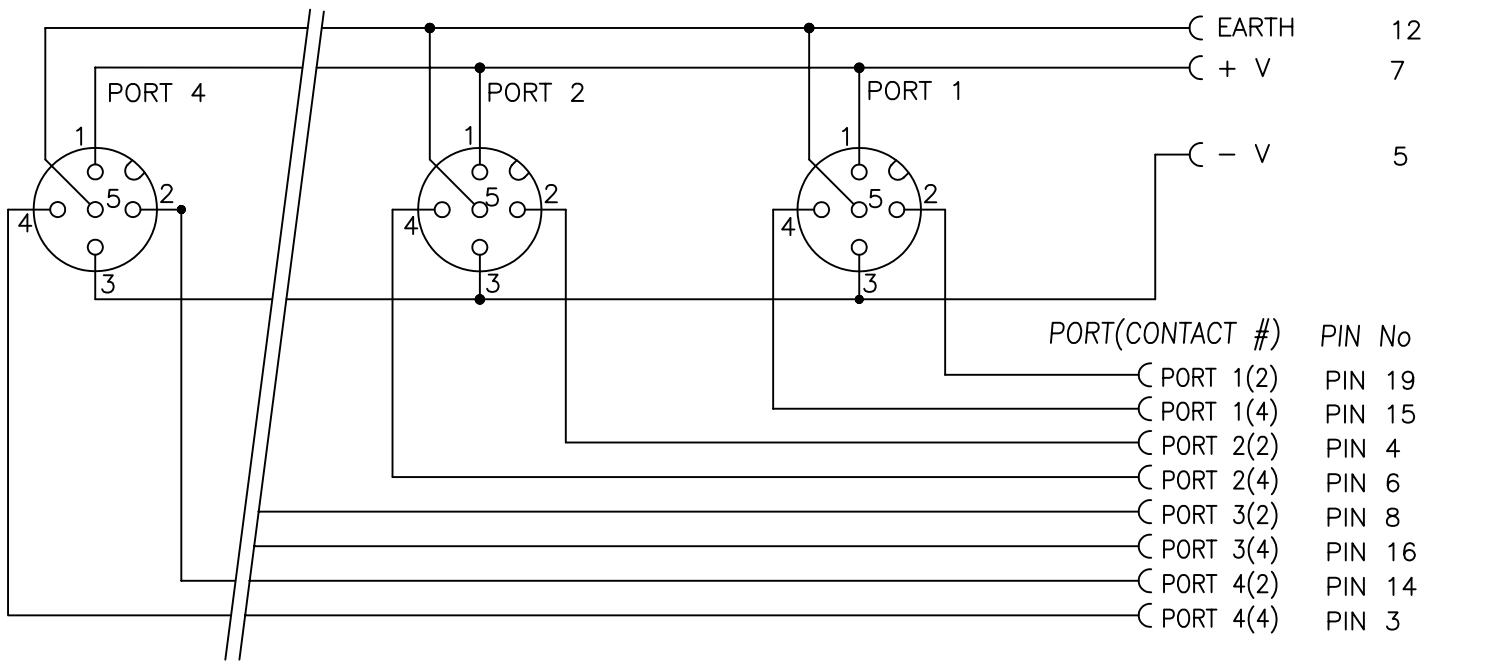 EARTH 12
+ V 7
PORT 4 PORT 2 PORT 1
1 1 1
− V 5
5 2 5 2 5 2
4 4 4
3 3 3
PORT(CONTACT #) PIN No
PORT 1(2) PIN 19
PORT 1(4) PIN 15
PORT 2(2) PIN 4
PORT 2(4) PIN 6
PORT 3(2) PIN 8
PORT 3(4) PIN 16
PORT 4(2) PIN 14
PORT 4(4) PIN 3